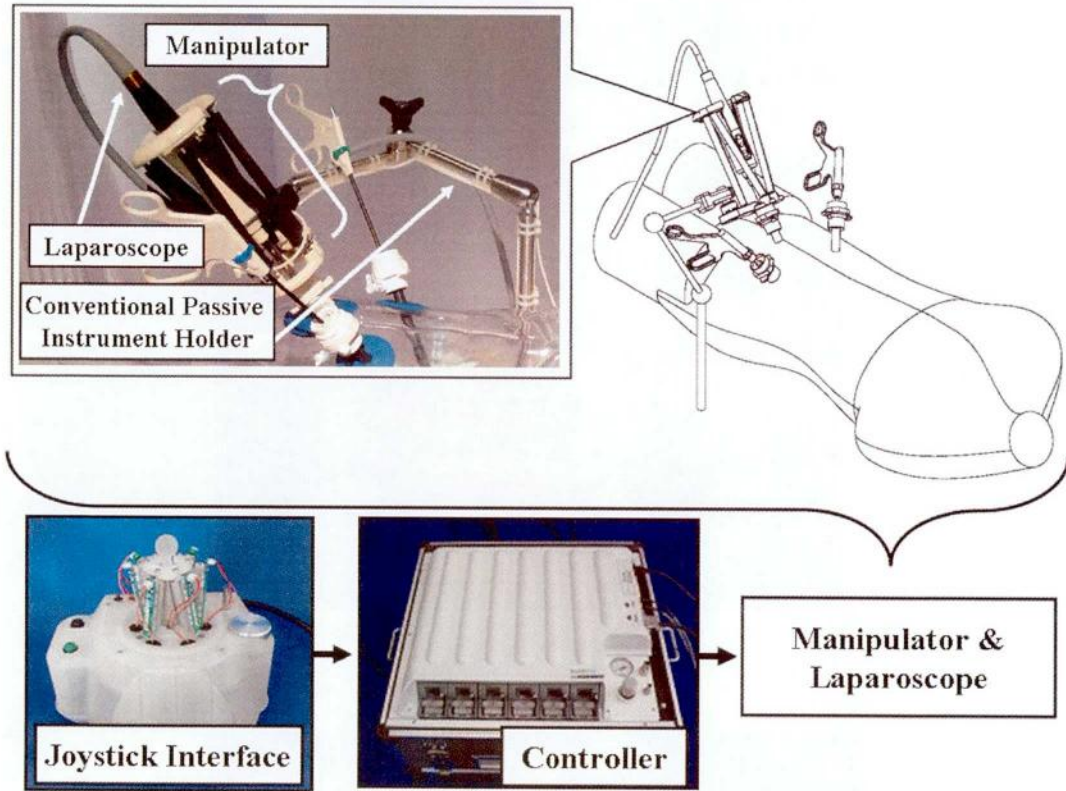 Manipulator
Laparoscope
Conventional Passive
Instrument Holder
Joystick Interface
Controller
Manipulator &
Laparoscope